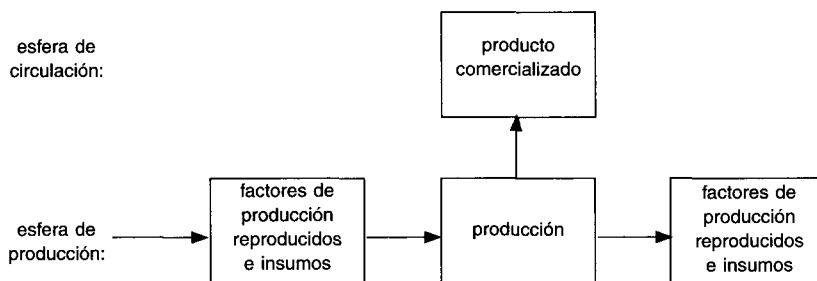 esfera de
circulación:
producto
comercializado
esfera de
producción:
factores de
producción
reproducidos
e insumos
producción
factores de
producción
reproducidos
e insumos